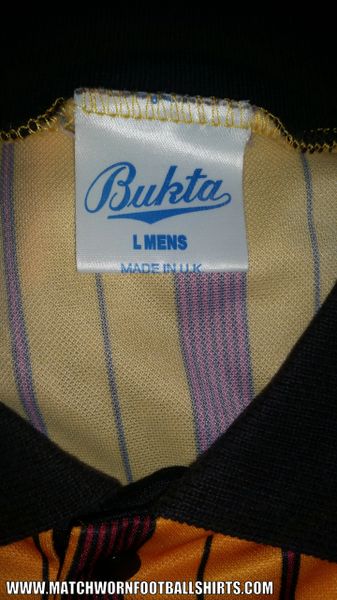 Bukta
L MENS
MADE IN U.K
WWW.MATCHWORNFOOTBALLSHIRTS.COM